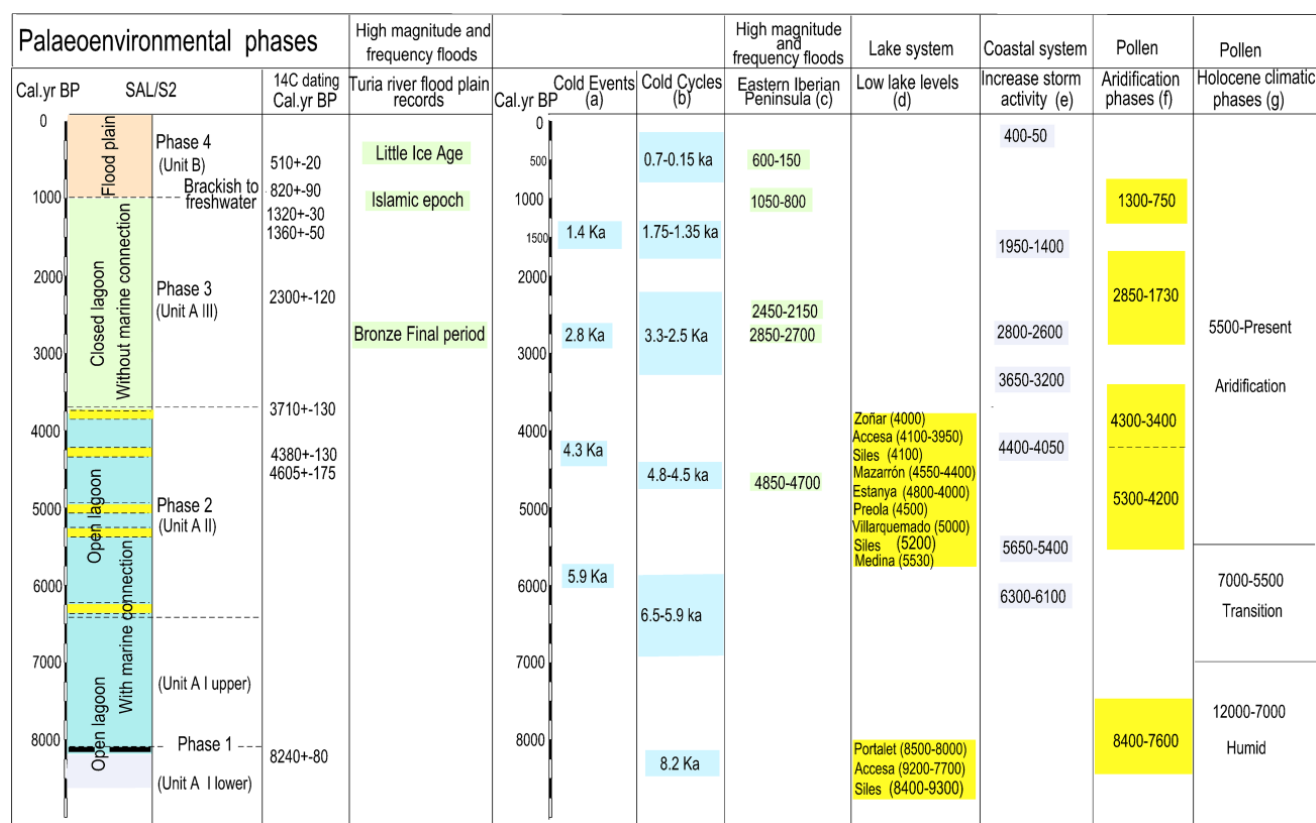 Palaeoenvironmental phases
High magnitude and
frequency floods
High magnitude
and
frequency floods
Lake system
Coastal system
Pollen
Pollen
Cal.yr BP
SAL/S2
14C dating
Cal.yr BP
Turia river flood plain
records
Cal.yr BP
Cold Events
(a)
Cold Cycles
(b)
Eastern Iberian
Peninsula (c)
Low lake levels
(d)
Increase storm
activity (e)
Aridification
phases (f)
Holocene climatic
phases (g)
0
1000
2000
3000
4000
5000
6000
7000
8000
Flood plain
Closed lagoon
Without marine connection
Open lagoon
With marine connection
Open lagoon
Phase 4
(Unit B)
Brackish to
freshwater
Phase 3
(Unit A III)
Phase 2
(Unit A II)
(Unit A I upper)
Phase 1
(Unit A I lower)
510+-20
820+-90
1320+-30
1360+-50
2300+-120
3710+-130
4380+-130
4605+-175
8240+-80
Little Ice Age
Islamic epoch
Bronze Final period
0
500
1000
1500
2000
3000
4000
5000
6000
7000
8000
1.4 Ka
2.8 Ka
4.3 Ka
5.9 Ka
0.7-0.15 ka
1.75-1.35 ka
3.3-2.5 Ka
4.8-4.5 ka
6.5-5.9 ka
8.2 Ka
600-150
1050-800
2450-2150
2850-2700
4850-4700
Zoñar (4000)
Accesa (4100-3950)
Siles (4100)
Mazarrón (4550-4400)
Estanya (4800-4000)
Preola (4500)
Villarquemado (5000)
Siles (5200)
Medina (5530)
Portalet (8500-8000)
Accesa (9200-7700)
Siles (8400-9300)
400-50
1950-1400
2800-2600
3650-3200
4400-4050
5650-5400
6300-6100
1300-750
2850-1730
4300-3400
5300-4200
8400-7600
5500-Present
Aridification
7000-5500
Transition
12000-7000
Humid